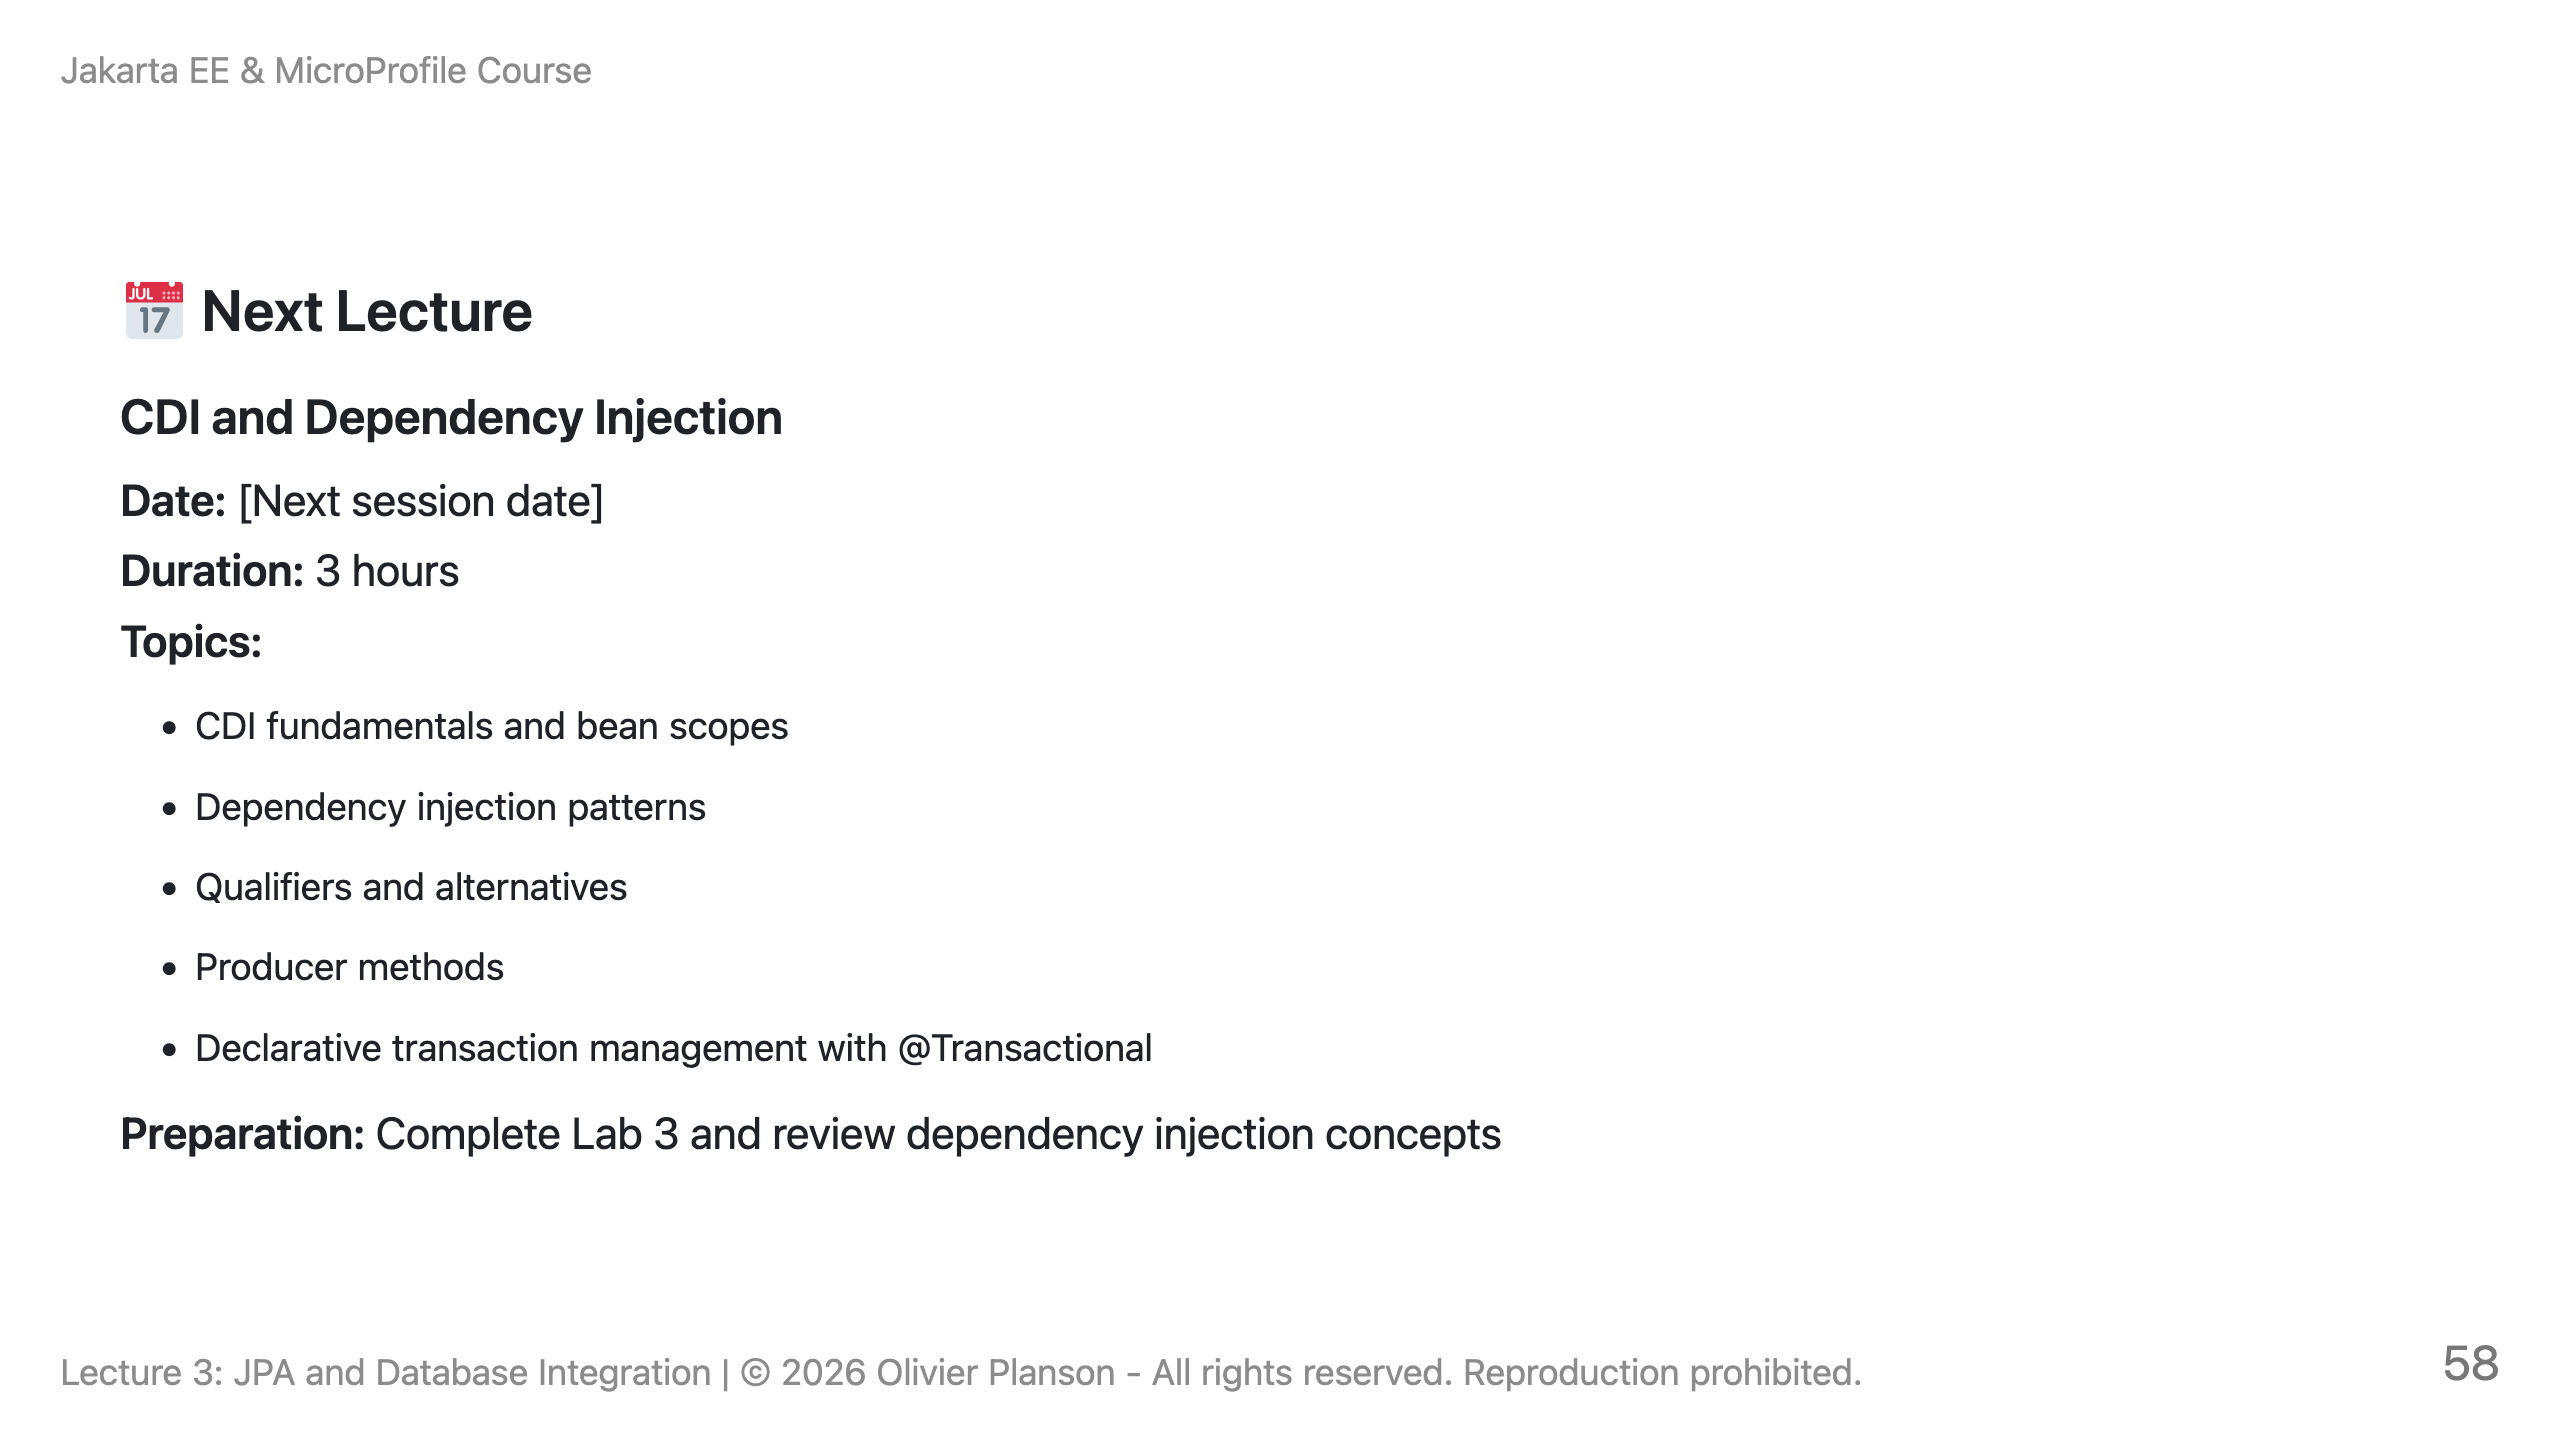 Jakarta EE & MicroProfile Course
JUL
17
Next Lecture
CDI and Dependency Injection
Date: [Next session date]
Duration: 3 hours
Topics:
• CDI fundamentals and bean scopes
• Dependency injection patterns
• Qualifiers and alternatives
• Producer methods
• Declarative transaction management with @Transactional
Preparation: Complete Lab 3 and review dependency injection concepts
Lecture 3: JPA and Database Integration | © 2026 Olivier Planson - All rights reserved. Reproduction prohibited.
58